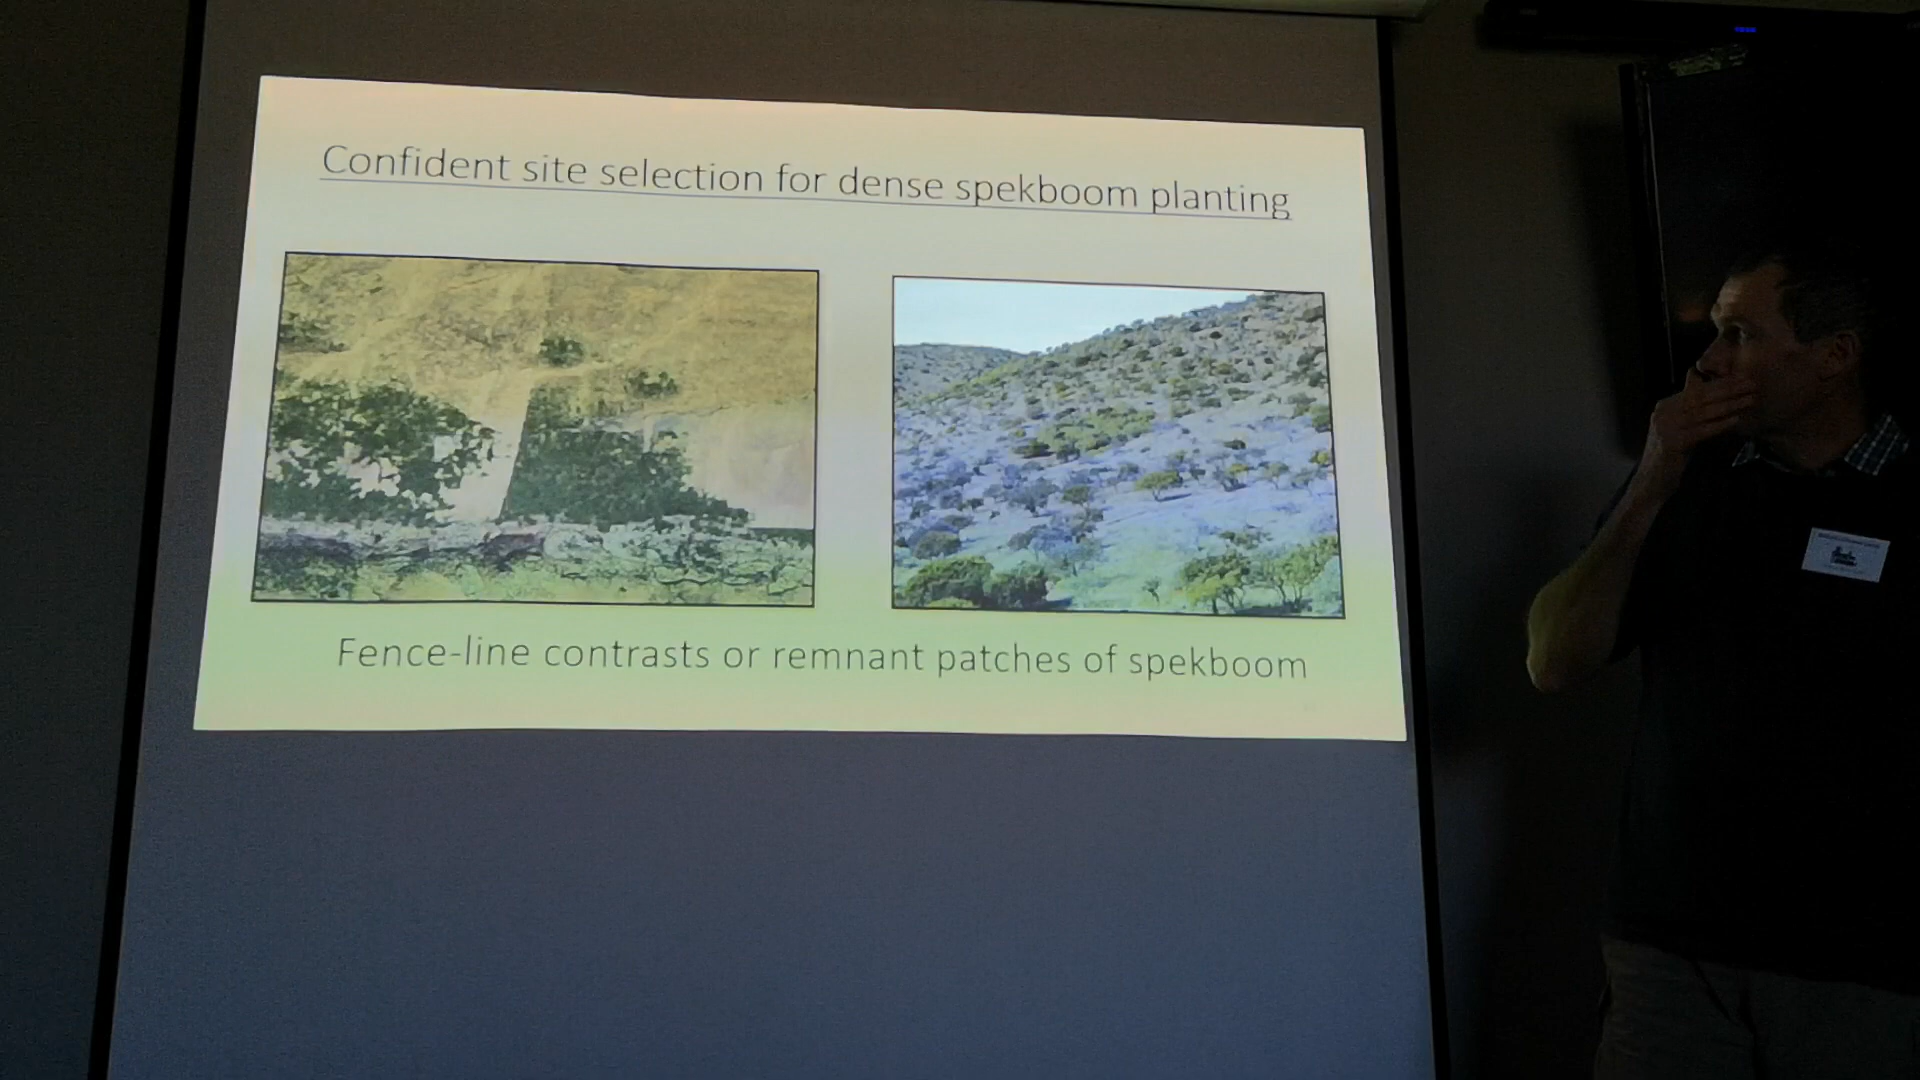 Confident site selection for dense spekboom planting
Fence-line contrasts or remnant patches of spekboom